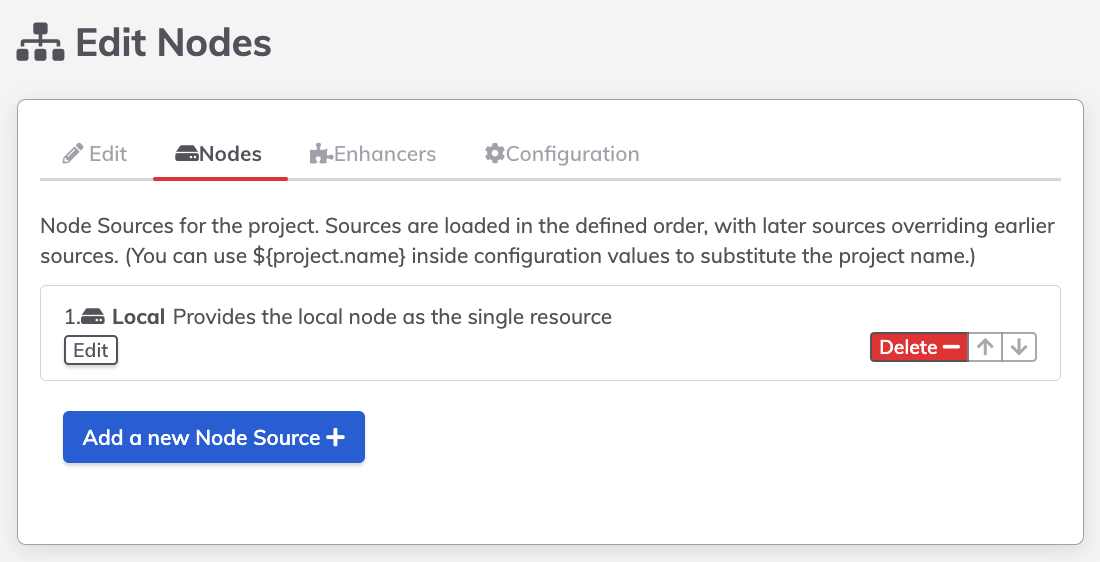 Edit Nodes
Edit Nodes Enhancers Configuration
Node Sources for the project. Sources are loaded in the defined order, with later sources overriding earlier
sources. (You can use ${project.name} inside configuration values to substitute the project name.)
1. Local Provides the local node as the single resource
Edit
Delete
Add a new Node Source